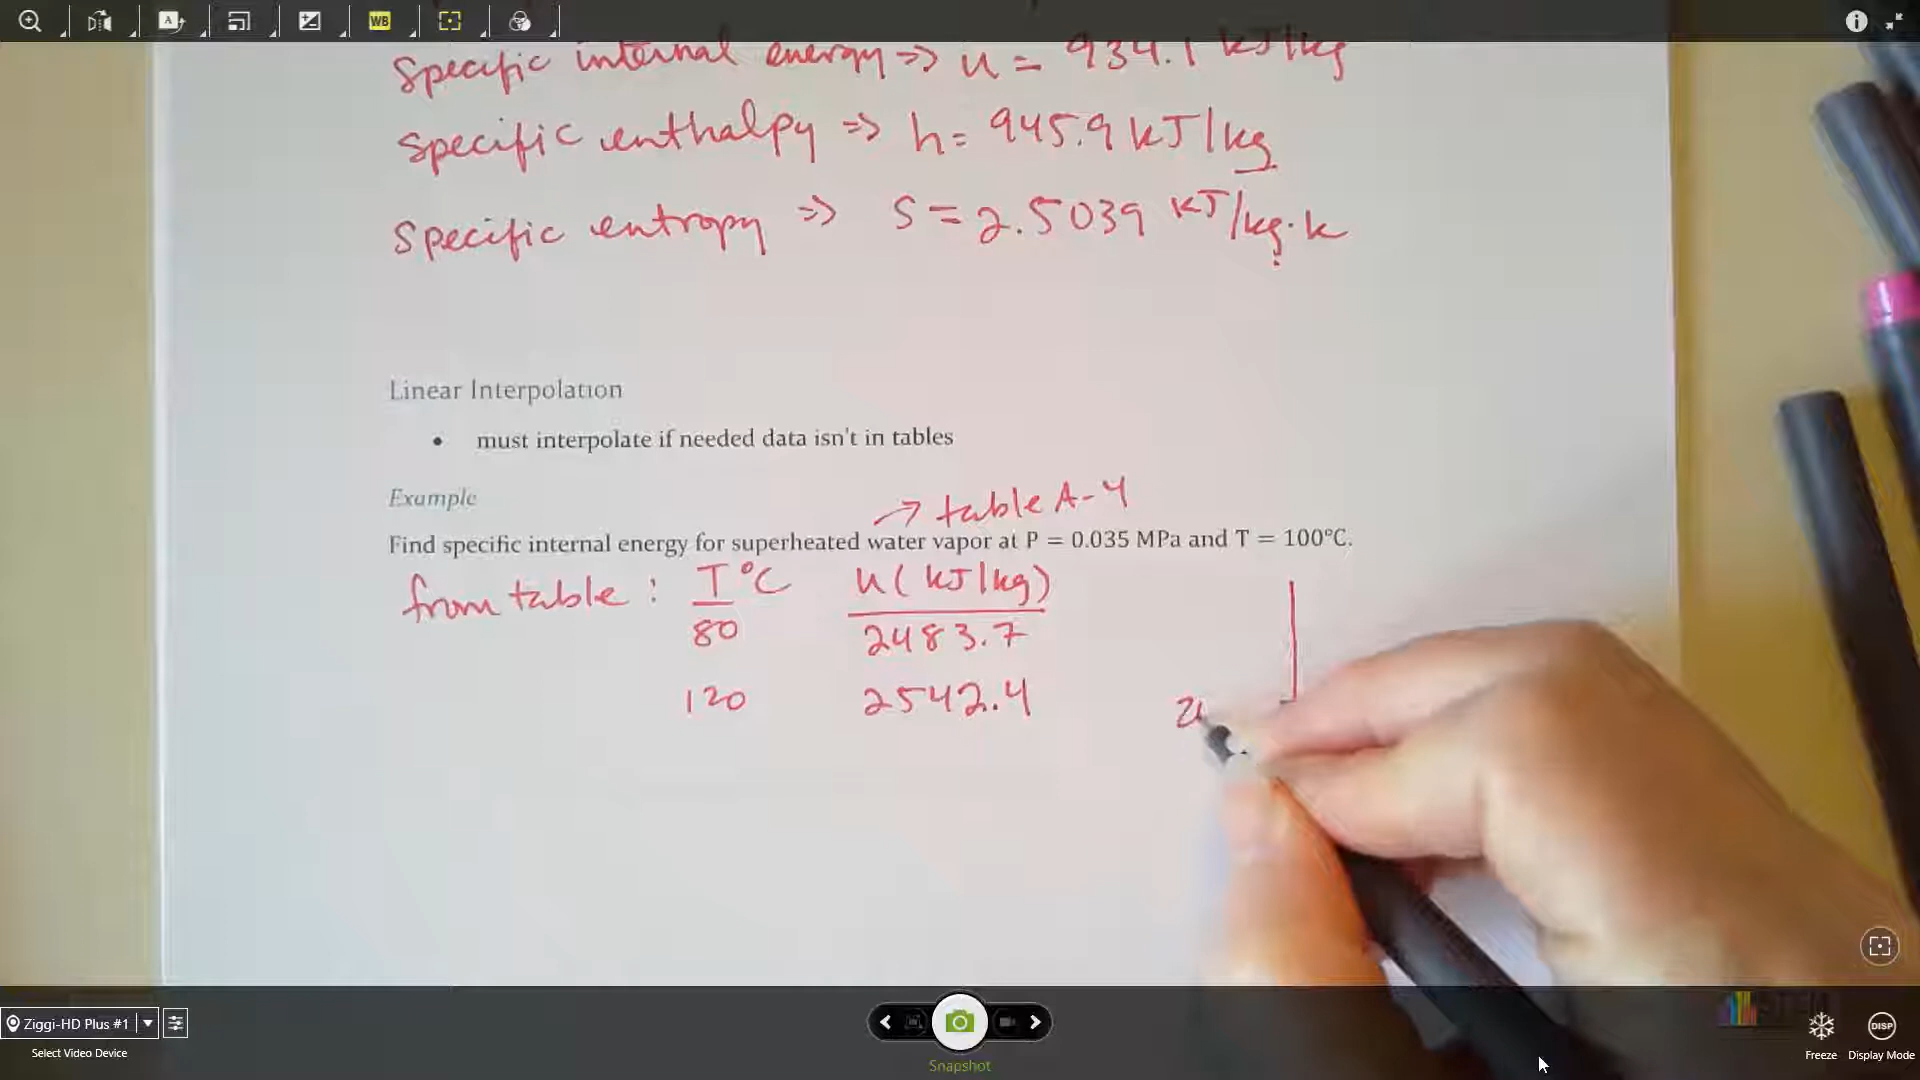 WB
Specific internal energy => u = 934.1 kJ/kg
Specific enthalpy => h = 945.9 kJ/kg
Specific entropy => s = 2.5039 kJ/kg·k
Linear Interpolation
• must interpolate if needed data isn't in tables
Example
→ table A-4
Find specific internal energy for superheated water vapor at P = 0.035 MPa and T = 100°C.
from table : T°C u(kJ/kg)
80 2483.7
120 2542.4
Ziggi-HD Plus #1
Select Video Device
Snapshot
Freeze
DISP
Display Mode